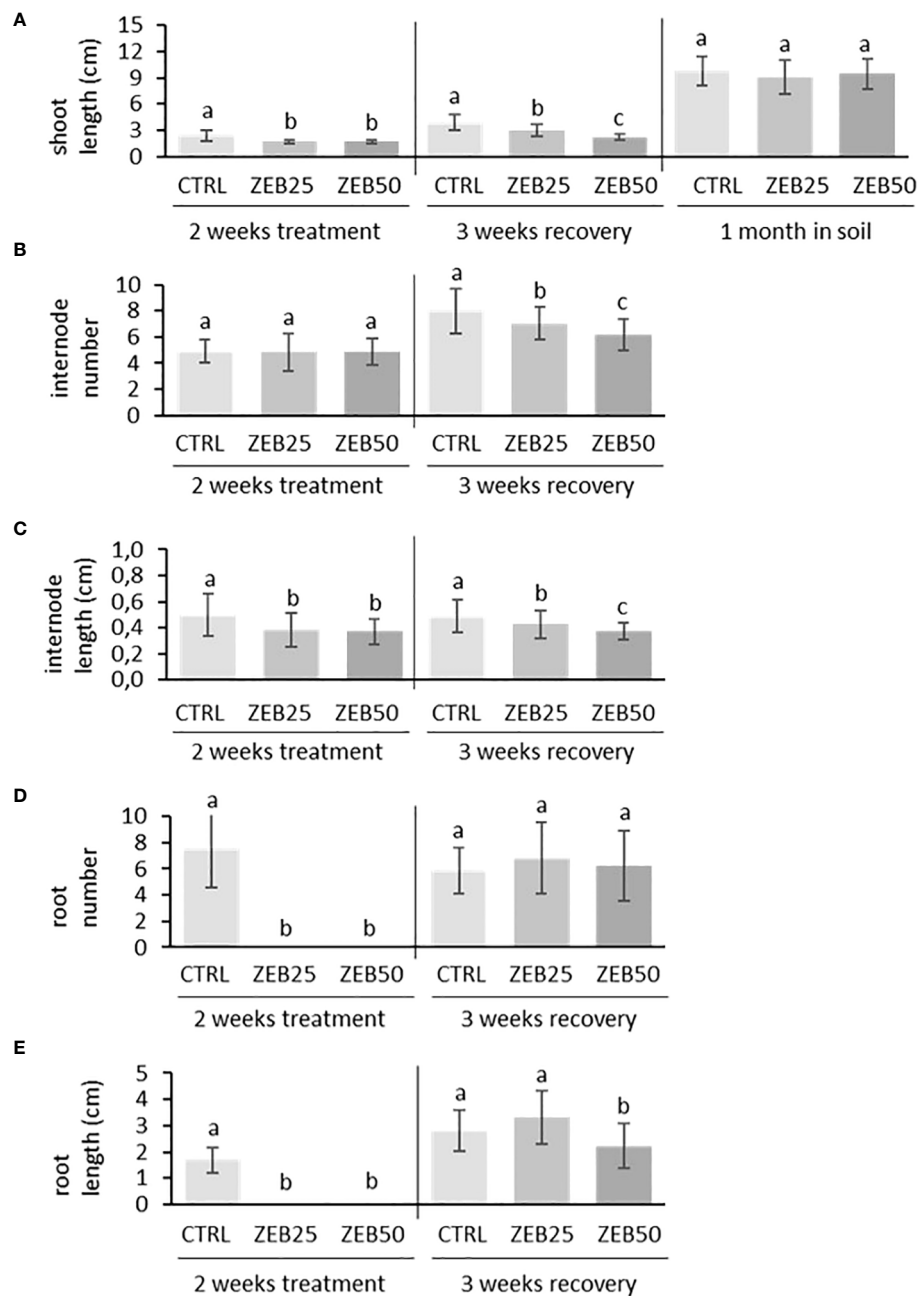 A
shoot
length (cm)
15
12
9
6
3
0
a
b
b
a
b
c
a
a
a
CTRL ZEB25 ZEB50 CTRL ZEB25 ZEB50 CTRL ZEB25 ZEB50
2 weeks treatment 3 weeks recovery 1 month in soil
B
internode
number
10
8
6
4
2
0
a
a
a
a
b
c
CTRL ZEB25 ZEB50 CTRL ZEB25 ZEB50
2 weeks treatment 3 weeks recovery
C
internode
length (cm)
1,0
0,8
0,6
0,4
0,2
0,0
a
b
b
a
b
c
CTRL ZEB25 ZEB50 CTRL ZEB25 ZEB50
2 weeks treatment 3 weeks recovery
D
root
number
10
8
6
4
2
0
a
b
b
a
a
a
CTRL ZEB25 ZEB50 CTRL ZEB25 ZEB50
2 weeks treatment 3 weeks recovery
E
root
length (cm)
5
4
3
2
1
0
a
b
b
a
a
b
CTRL ZEB25 ZEB50 CTRL ZEB25 ZEB50
2 weeks treatment 3 weeks recovery